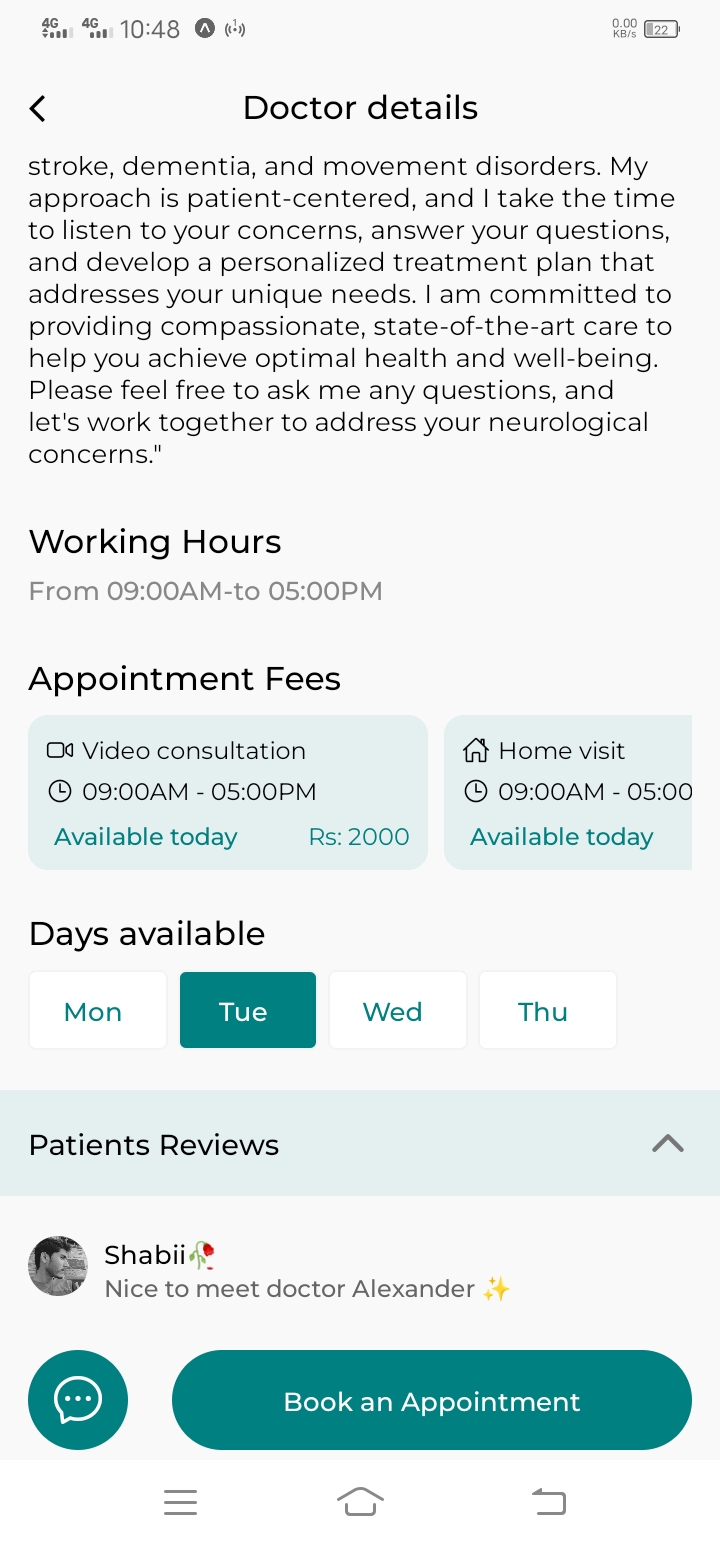 4G 4G 10:48 0.00 KB/s 22
Doctor details
stroke, dementia, and movement disorders. My
approach is patient-centered, and I take the time
to listen to your concerns, answer your questions,
and develop a personalized treatment plan that
addresses your unique needs. I am committed to
providing compassionate, state-of-the-art care to
help you achieve optimal health and well-being.
Please feel free to ask me any questions, and
let's work together to address your neurological
concerns."
Working Hours
From 09:00AM-to 05:00PM
Appointment Fees
Video consultation
09:00AM - 05:00PM
Available today Rs: 2000
Home visit
09:00AM - 05:00
Available today
Days available
Mon Tue Wed Thu
Patients Reviews
Shabii🥀
Nice to meet doctor Alexander ✨
Book an Appointment